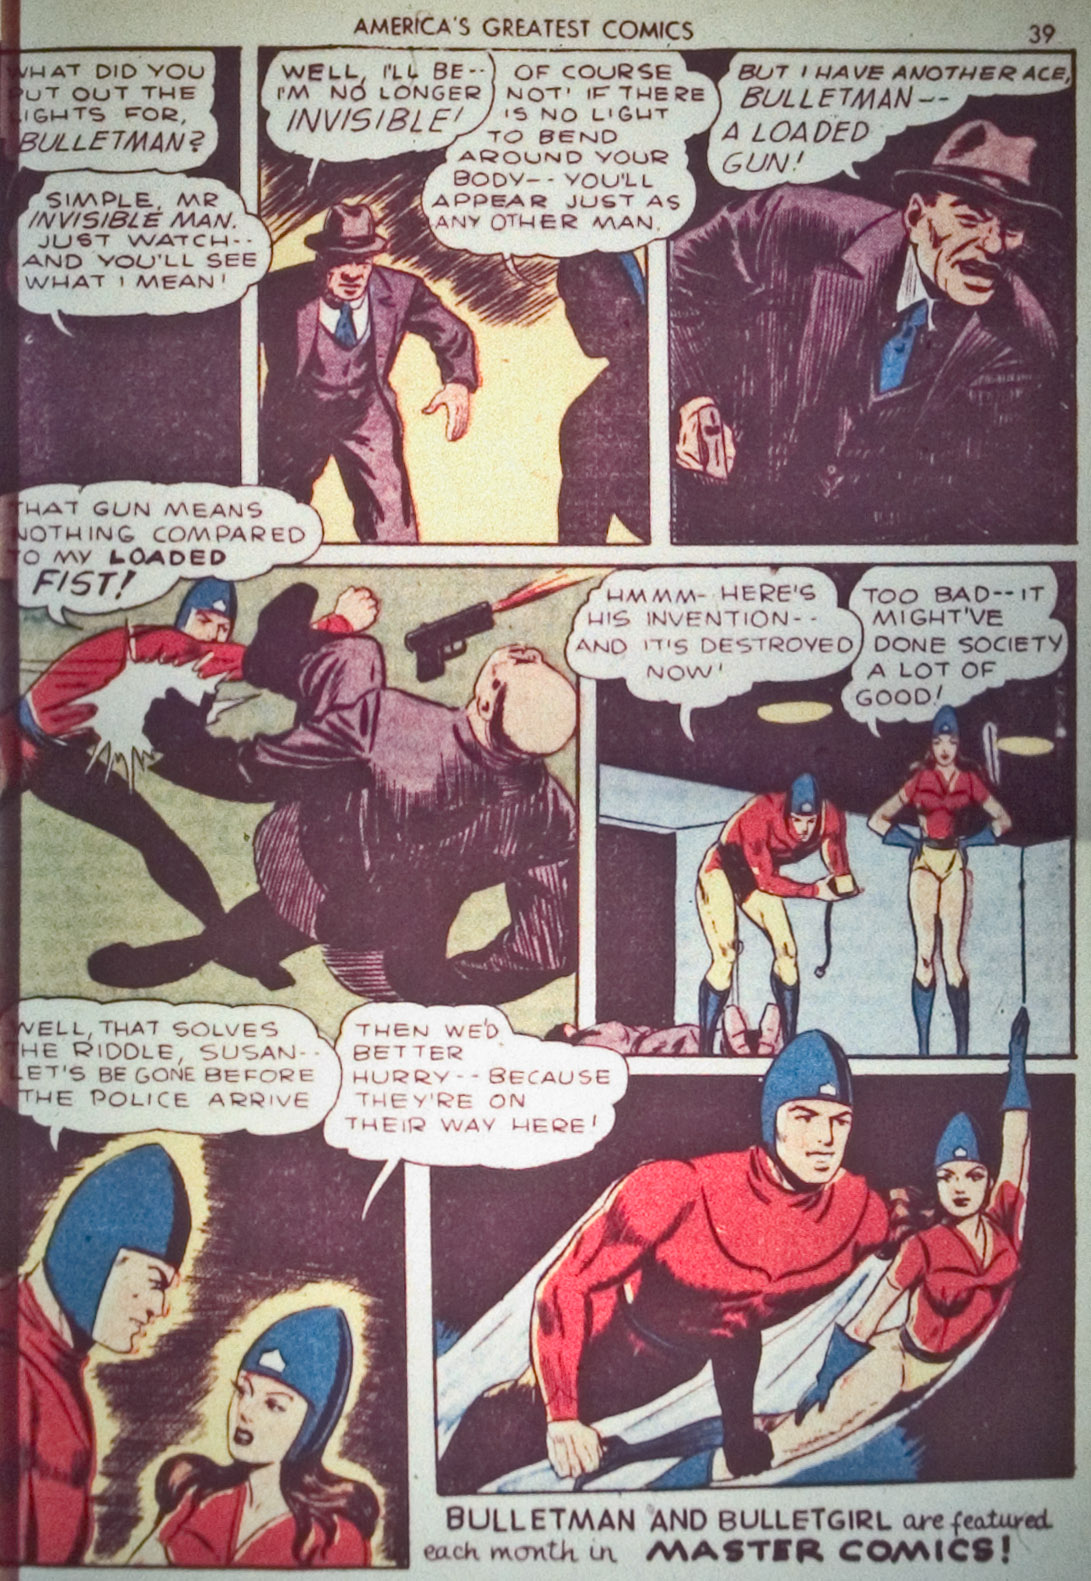 AMERICA'S GREATEST COMICS
39
WHAT DID YOU
PUT OUT THE
LIGHTS FOR,
BULLETMAN?
SIMPLE, MR
INVISIBLE MAN.
JUST WATCH--
AND YOU'LL SEE
WHAT I MEAN!
WELL, I'LL BE--
I'M NO LONGER
INVISIBLE!
OF COURSE
NOT! IF THERE
IS NO LIGHT
TO BEND
AROUND YOUR
BODY-- YOU'LL
APPEAR JUST AS
ANY OTHER MAN.
BUT I HAVE ANOTHER ACE,
BULLETMAN--
A LOADED
GUN!
THAT GUN MEANS
NOTHING COMPARED
TO MY LOADED
FIST!
HMMM- HERE'S
HIS INVENTION--
AND IT'S DESTROYED
NOW!
TOO BAD--IT
MIGHT'VE
DONE SOCIETY
A LOT OF
GOOD!
WELL, THAT SOLVES
THE RIDDLE, SUSAN--
LET'S BE GONE BEFORE
THE POLICE ARRIVE
THEN WE'D
BETTER
HURRY-- BECAUSE
THEY'RE ON
THEIR WAY HERE!
BULLETMAN AND BULLETGIRL are featured
each month in MASTER COMICS!